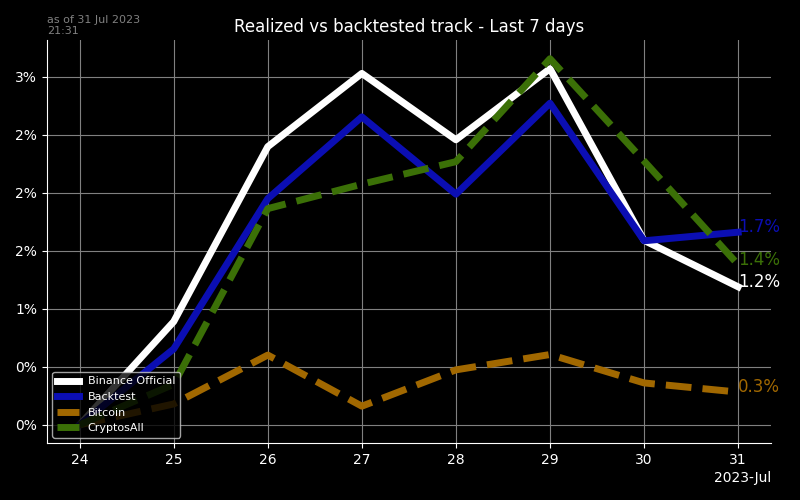 as of 31 Jul 2023
21:31
Realized vs backtested track - Last 7 days
3%
2%
2%
2%
1%
0%
0%
1.7%
1.4%
1.2%
0.3%
Binance Official
Backtest
Bitcoin
CryptosAll
24 25 26 27 28 29 30 31
2023-Jul